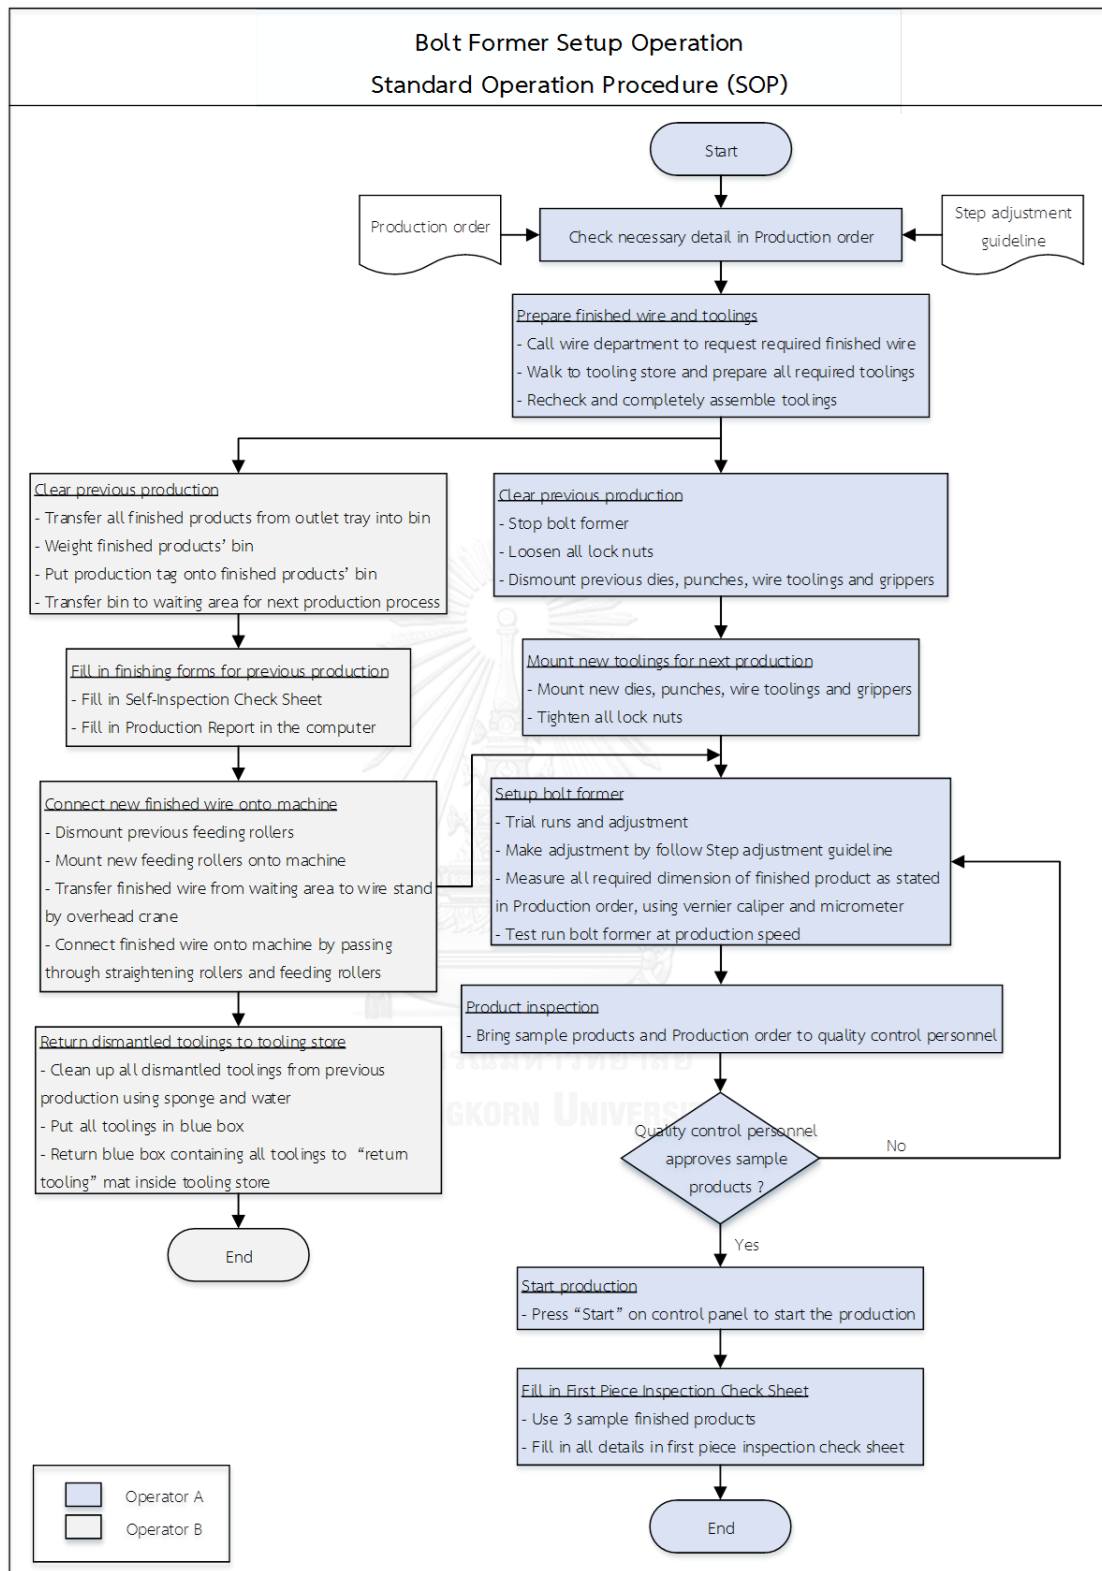 Bolt Former Setup Operation
Standard Operation Procedure (SOP)
Start
Production order
Check necessary detail in Production order
Step adjustment
guideline
Prepare finished wire and toolings
- Call wire department to request required finished wire
- Walk to tooling store and prepare all required toolings
- Recheck and completely assemble toolings
Clear previous production
- Transfer all finished products from outlet tray into bin
- Weight finished products' bin
- Put production tag onto finished products' bin
- Transfer bin to waiting area for next production process
Clear previous production
- Stop bolt former
- Loosen all lock nuts
- Dismount previous dies, punches, wire toolings and grippers
Fill in finishing forms for previous production
- Fill in Self-Inspection Check Sheet
- Fill in Production Report in the computer
Mount new toolings for next production
- Mount new dies, punches, wire toolings and grippers
- Tighten all lock nuts
Connect new finished wire onto machine
- Dismount previous feeding rollers
- Mount new feeding rollers onto machine
- Transfer finished wire from waiting area to wire stand
by overhead crane
- Connect finished wire onto machine by passing
through straightening rollers and feeding rollers
Setup bolt former
- Trial runs and adjustment
- Make adjustment by follow Step adjustment guideline
- Measure all required dimension of finished product as stated
in Production order, using vernier caliper and micrometer
- Test run bolt former at production speed
Product inspection
- Bring sample products and Production order to quality control personnel
Return dismantled toolings to tooling store
- Clean up all dismantled toolings from previous
production using sponge and water
- Put all toolings in blue box
- Return blue box containing all toolings to "return
tooling" mat inside tooling store
End
Quality control personnel
approves sample
products ?
No
Yes
Start production
- Press "Start" on control panel to start the production
Fill in First Piece Inspection Check Sheet
- Use 3 sample finished products
- Fill in all details in first piece inspection check sheet
End
Operator A
Operator B